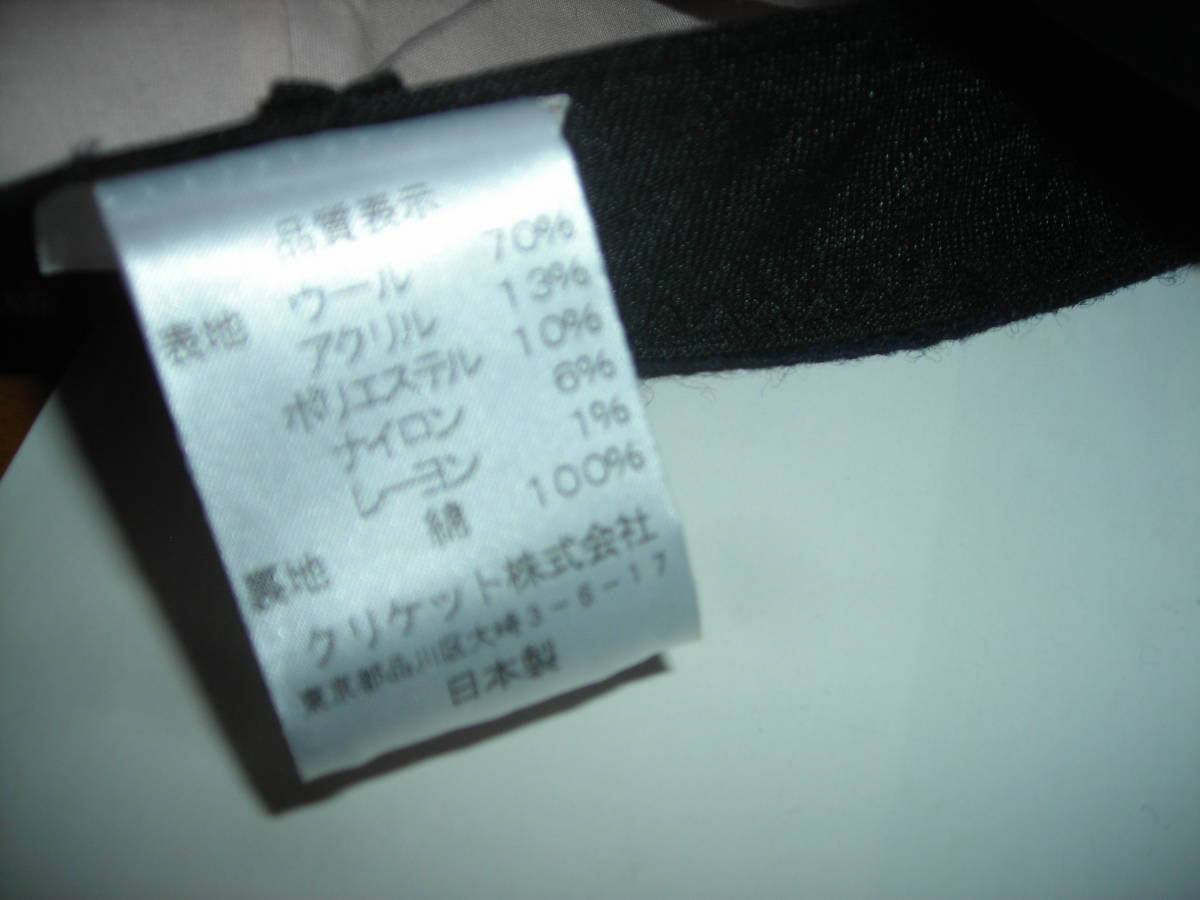 品質表示
表地 ウール 70%
アクリル 13%
ポリエステル 10%
ナイロン 6%
レーヨン 1%
裏地 綿 100%
クリケット株式会社
東京都品川区大崎3-6-17
日本製